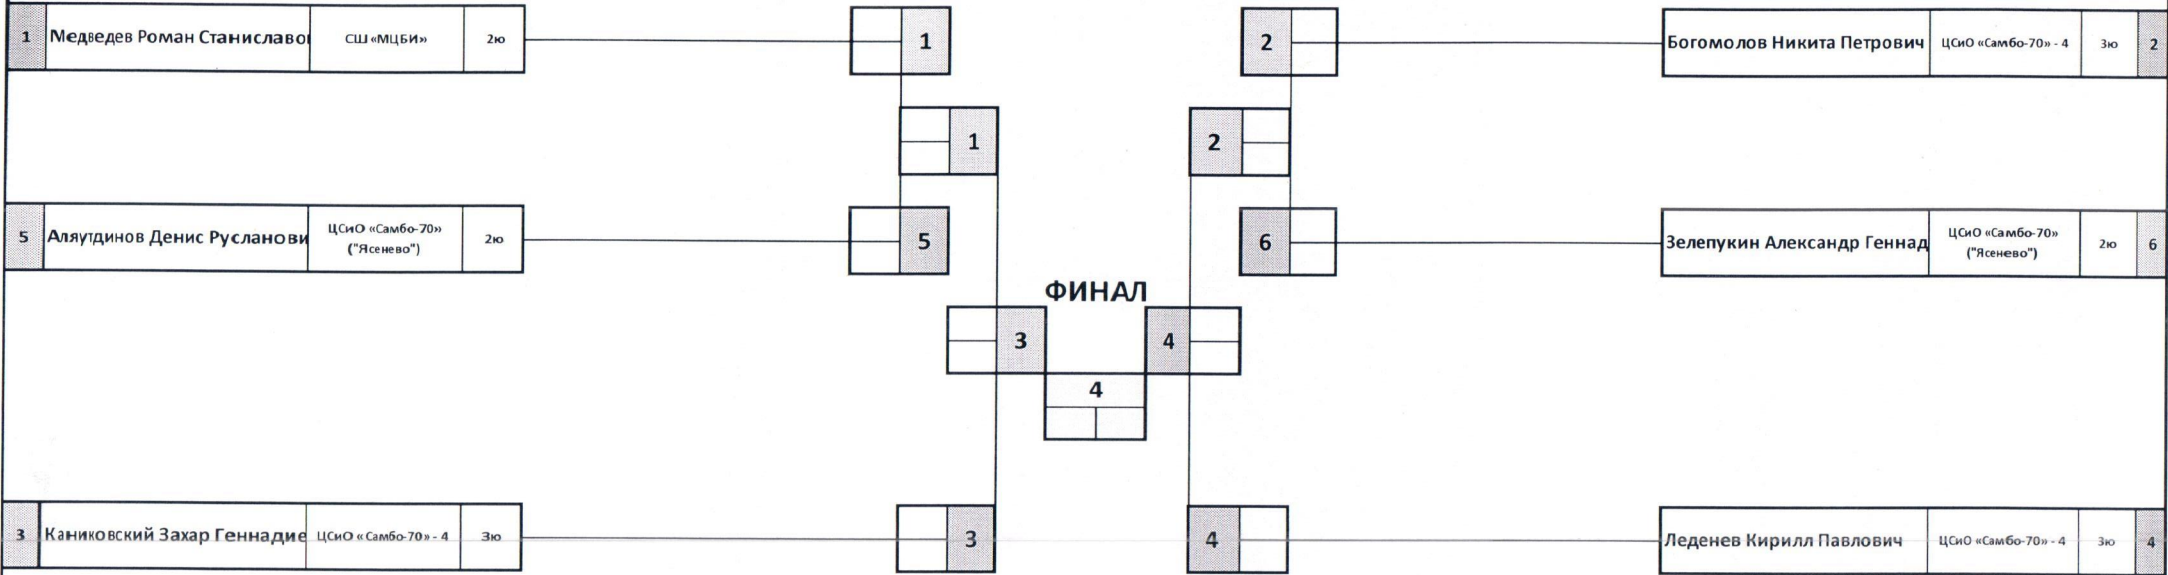 1 Медведев Роман Станиславо СШ «МЦБИ» 2ю
1
2
Богомолов Никита Петрович ЦСиО «Самбо-70» - 4 3ю 2
1
2
5 Аляутдинов Денис Русланови ЦСиО «Самбо-70» ("Ясенево") 2ю
5
6
Зелепукин Александр Геннад ЦСиО «Самбо-70» ("Ясенево") 2ю 6
ФИНАЛ
3
4
4
3 Каниковский Захар Геннадие ЦСиО «Самбо-70» - 4 3ю
3
4
Леденев Кирилл Павлович ЦСиО «Самбо-70» - 4 3ю 4